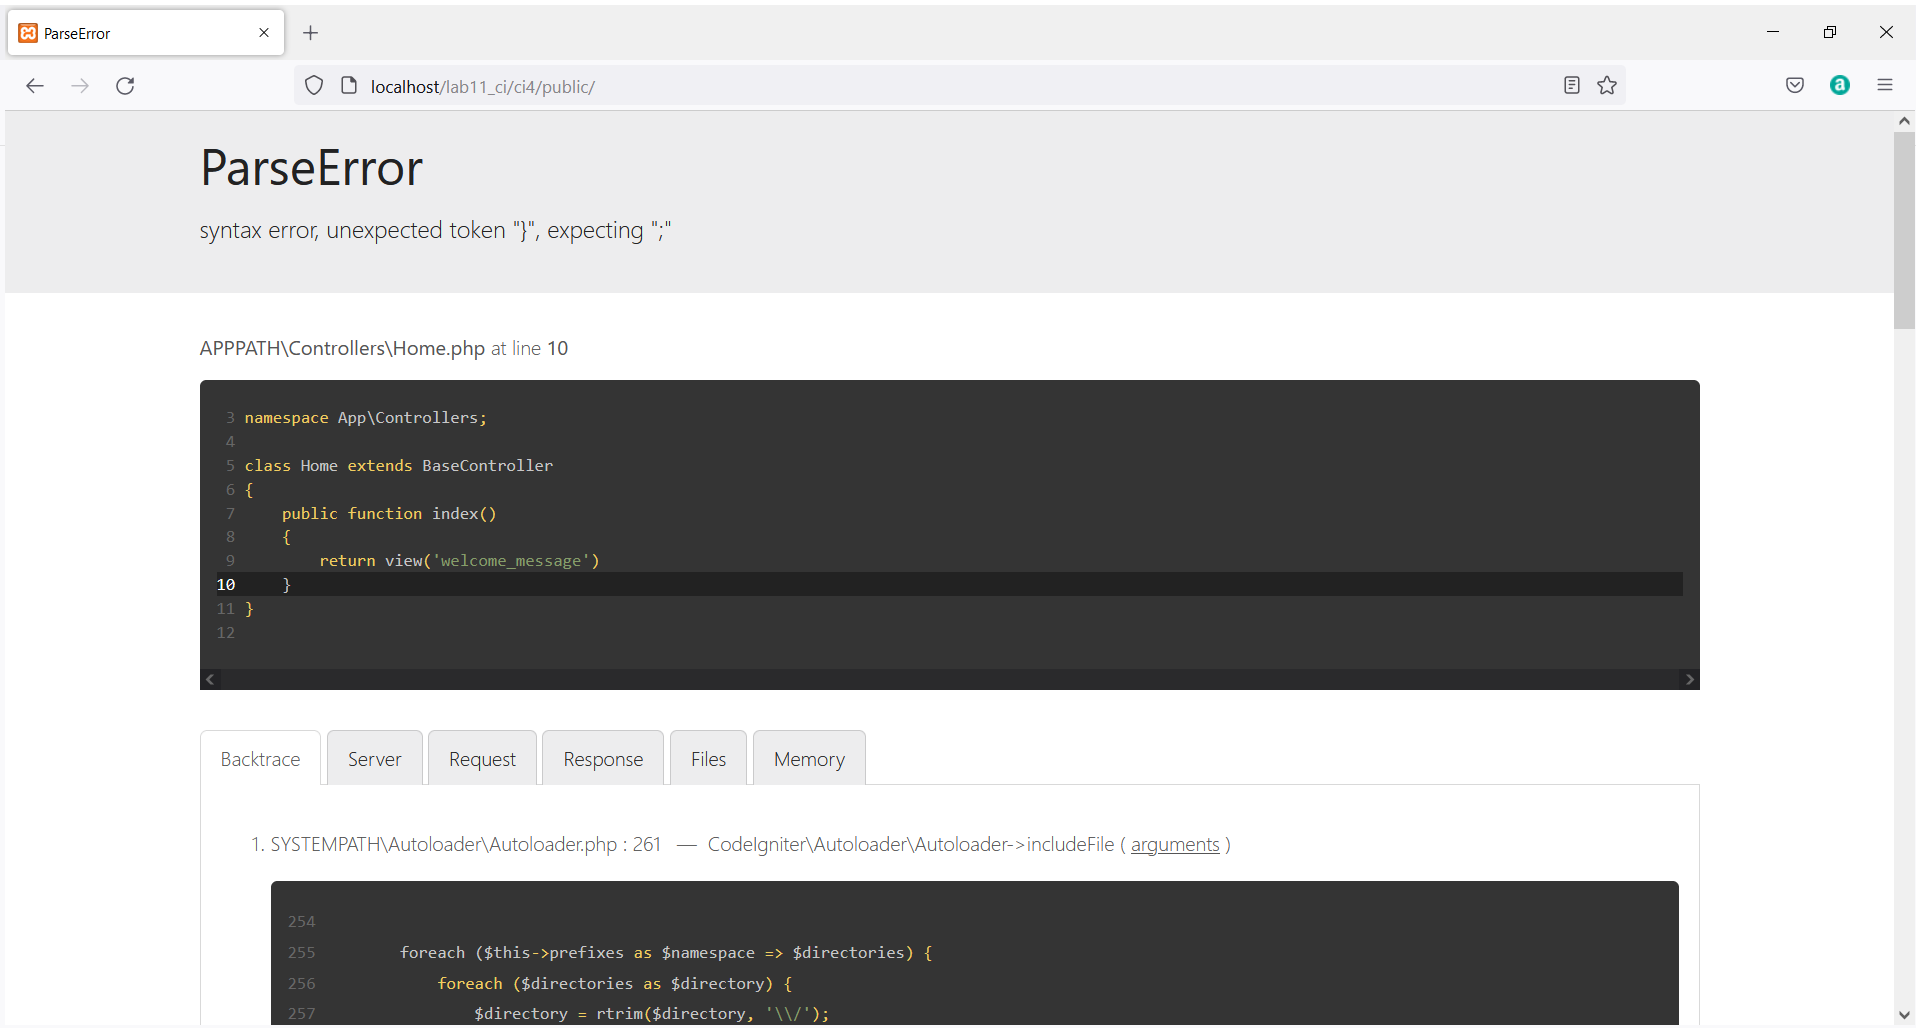 ParseError
localhost/lab11_ci/ci4/public/
a
ParseError
syntax error, unexpected token "}", expecting ";"
APPPATH\Controllers\Home.php at line 10
3 namespace App\Controllers;
4
5 class Home extends BaseController
6 {
7     public function index()
8     {
9         return view('welcome_message')
10     }
11 }
12
Backtrace Server Request Response Files Memory
1. SYSTEMPATH\Autoloader\Autoloader.php : 261 — CodeIgniter\Autoloader\Autoloader->includeFile ( arguments )
254
255         foreach ($this->prefixes as $namespace => $directories) {
256             foreach ($directories as $directory) {
257                 $directory = rtrim($directory, '\\/');